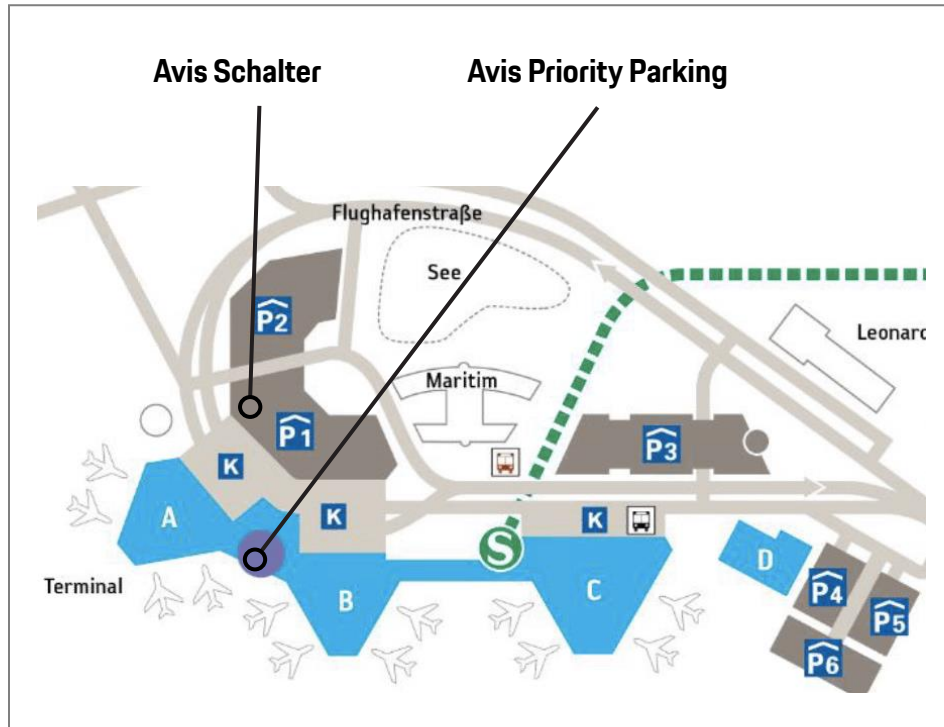 Avis Schalter
Avis Priority Parking
Flughafenstraße
See
P2
Leonard
Maritim
P1
P3
K
A
K
K
S
D
Terminal
B
C
P4
P5
P6